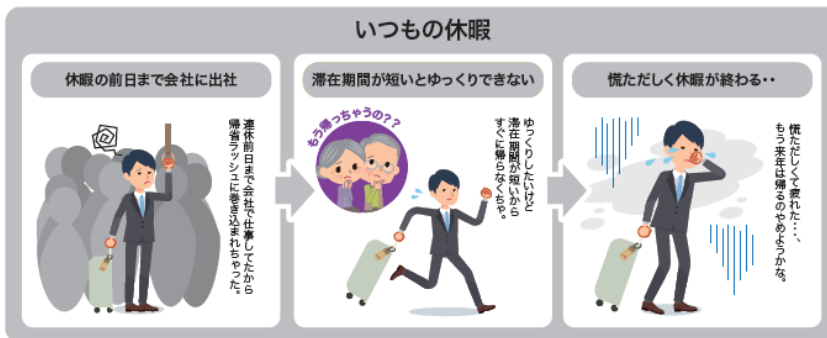 いつもの休暇
休暇の前日まで会社に出社
連休前日まで会社で仕事してたから
帰省ラッシュに巻き込まれちゃった。
滞在期間が短いとゆっくりできない
もう帰っちゃうの??
ゆっくりしたいけど
滞在期間が短いから
すぐに帰らなくちゃ。
慌ただしく休暇が終わる・・
慌ただしくて疲れた・・・、
もう来年は帰るのやめようかな。